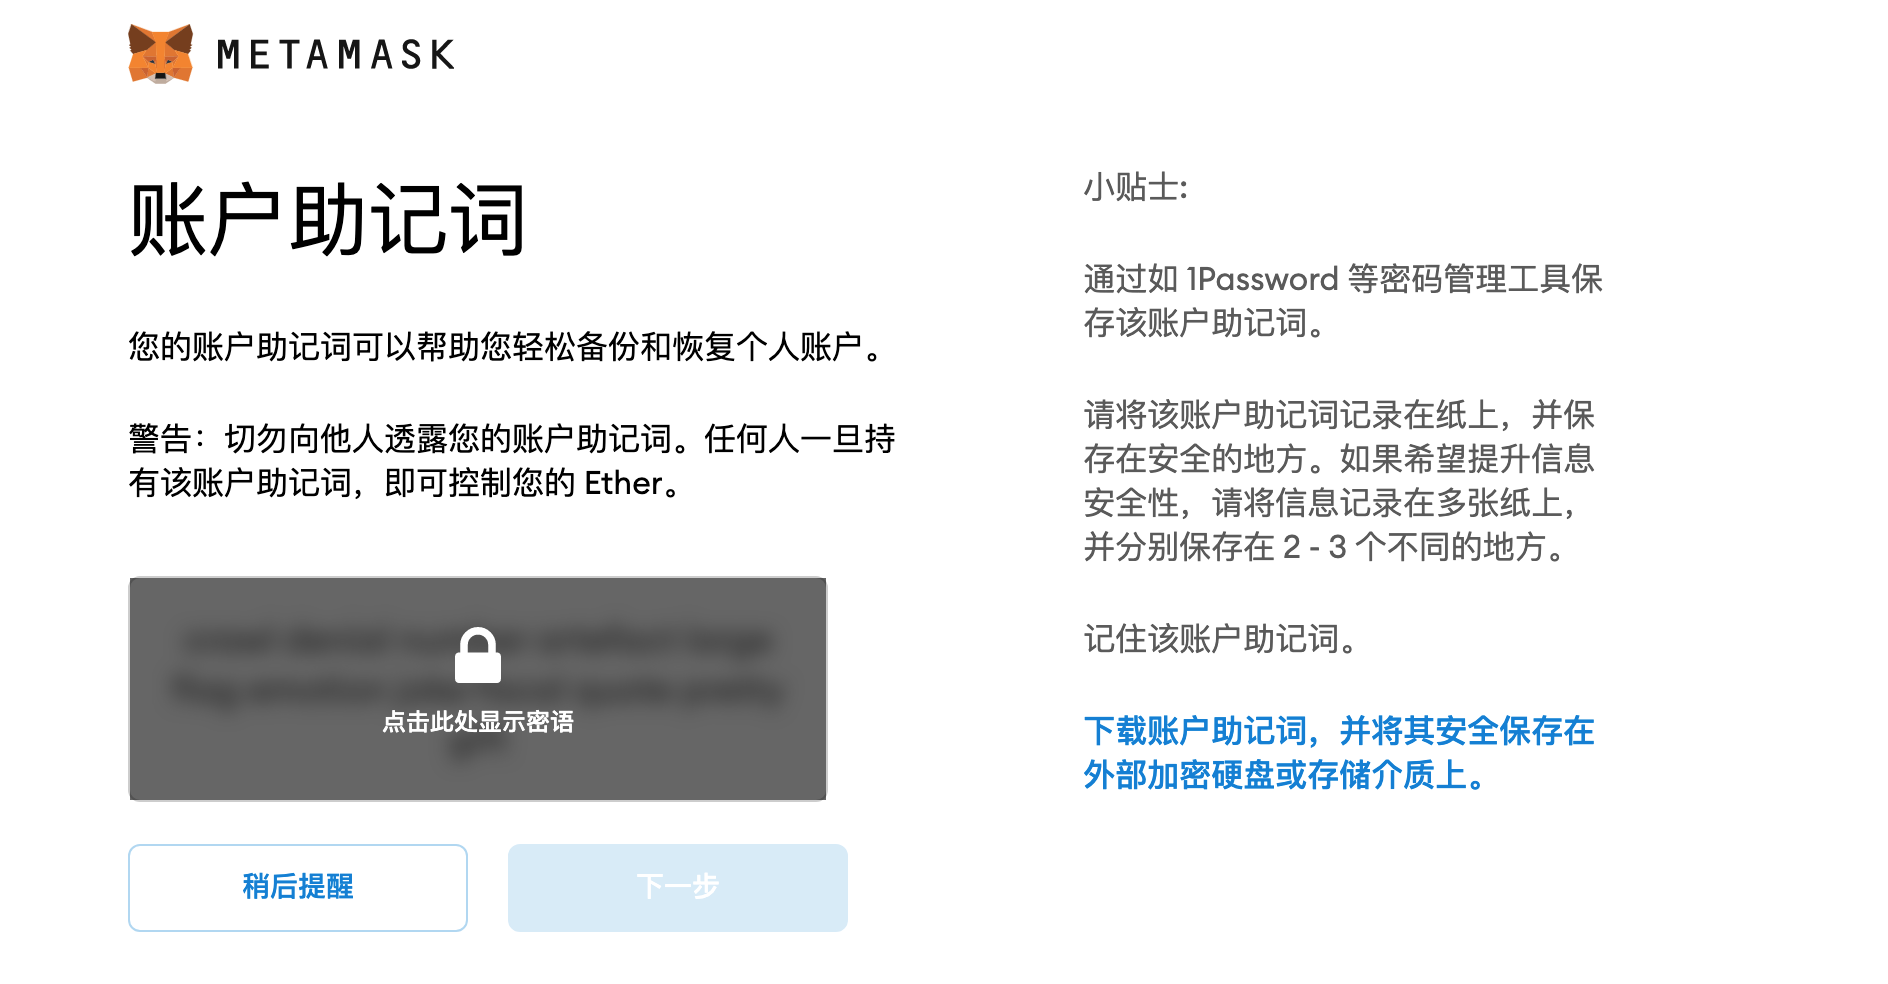 METAMASK
账户助记词
您的账户助记词可以帮助您轻松备份和恢复个人账户。
警告：切勿向他人透露您的账户助记词。任何人一旦持
有该账户助记词，即可控制您的 Ether。
点击此处显示密语
稍后提醒
下一步
小贴士:
通过如 1Password 等密码管理工具保
存该账户助记词。
请将该账户助记词记录在纸上，并保
存在安全的地方。如果希望提升信息
安全性，请将信息记录在多张纸上，
并分别保存在 2 - 3 个不同的地方。
记住该账户助记词。
下载账户助记词，并将其安全保存在
外部加密硬盘或存储介质上。